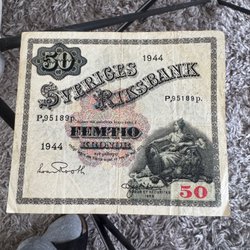 50
1944
SVERIGES RIKSBANK
P,95189p.
P,95189p.
FEMTIO
KRONOR
1944
50